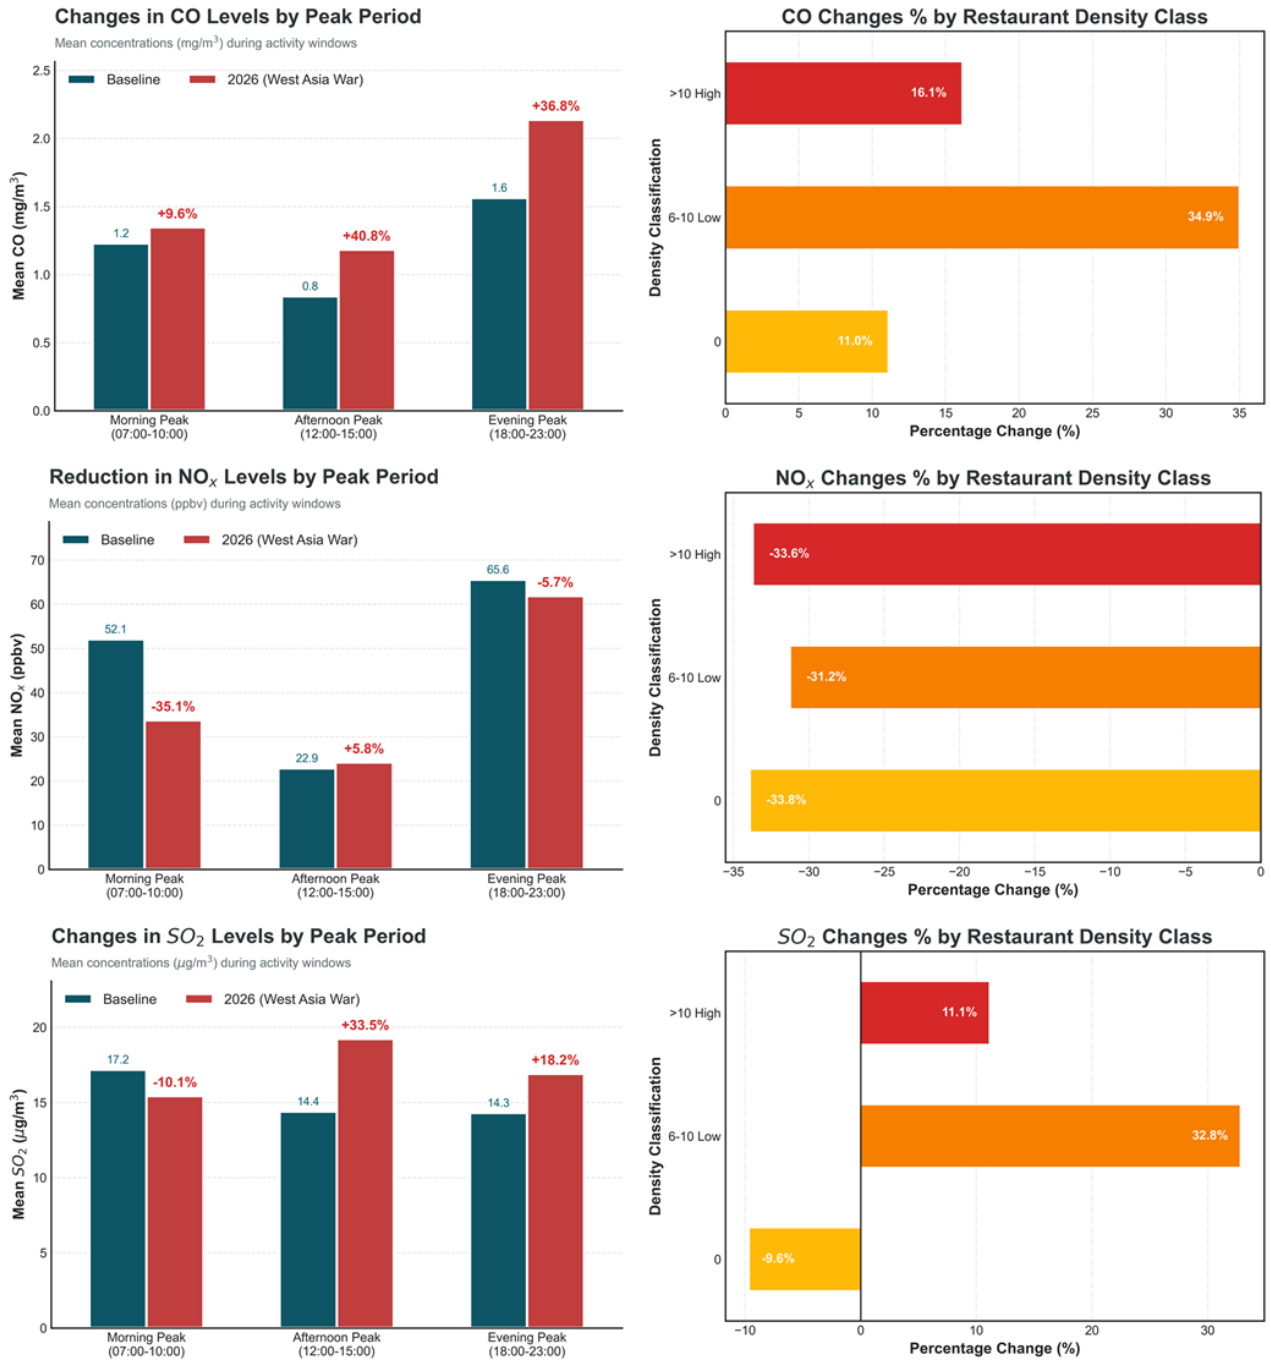 Changes in CO Levels by Peak Period
Mean concentrations (mg/m³) during activity windows
Baseline
2026 (West Asia War)
Mean CO (mg/m³)
2.5
2.0
1.5
1.0
0.5
0.0
1.2
+9.6%
0.8
+40.8%
1.6
+36.8%
Morning Peak
(07:00-10:00)
Afternoon Peak
(12:00-15:00)
Evening Peak
(18:00-23:00)
CO Changes % by Restaurant Density Class
Density Classification
>10 High
16.1%
6-10 Low
34.9%
0
11.0%
0 5 10 15 20 25 30 35
Percentage Change (%)
Reduction in NOₓ Levels by Peak Period
Mean concentrations (ppbv) during activity windows
Baseline
2026 (West Asia War)
Mean NOₓ (ppbv)
70
60
50
40
30
20
10
0
52.1
-35.1%
22.9
+5.8%
65.6
-5.7%
Morning Peak
(07:00-10:00)
Afternoon Peak
(12:00-15:00)
Evening Peak
(18:00-23:00)
NOₓ Changes % by Restaurant Density Class
Density Classification
>10 High
-33.6%
6-10 Low
-31.2%
0
-33.8%
−35 −30 −25 −20 −15 −10 −5 0
Percentage Change (%)
Changes in SO₂ Levels by Peak Period
Mean concentrations (μg/m³) during activity windows
Baseline
2026 (West Asia War)
Mean SO₂ (μg/m³)
20
15
10
5
0
17.2
-10.1%
14.4
+33.5%
14.3
+18.2%
Morning Peak
(07:00-10:00)
Afternoon Peak
(12:00-15:00)
Evening Peak
(18:00-23:00)
SO₂ Changes % by Restaurant Density Class
Density Classification
>10 High
11.1%
6-10 Low
32.8%
0
-9.6%
−10 0 10 20 30
Percentage Change (%)